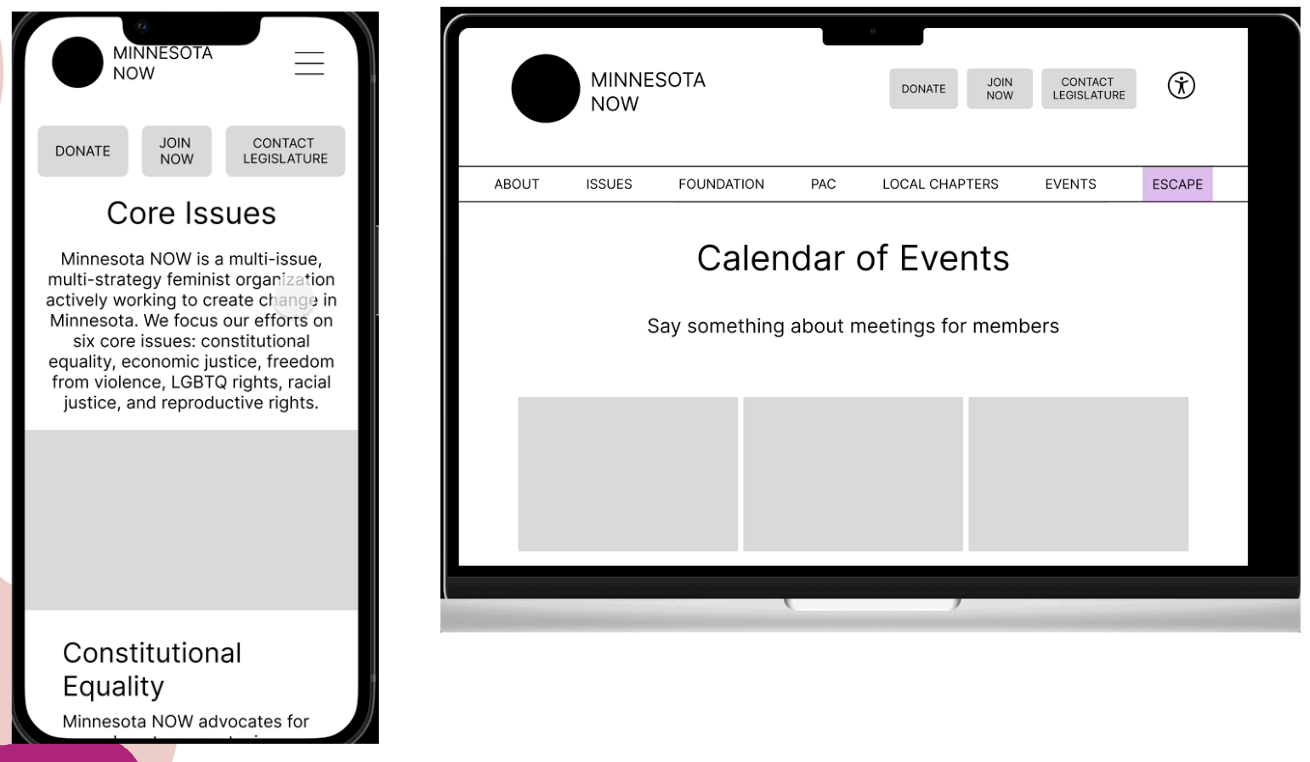 MINNESOTA
NOW
DONATE
JOIN
NOW
CONTACT
LEGISLATURE
Core Issues
Minnesota NOW is a multi-issue,
multi-strategy feminist organization
actively working to create change in
Minnesota. We focus our efforts on
six core issues: constitutional
equality, economic justice, freedom
from violence, LGBTQ rights, racial
justice, and reproductive rights.
Constitutional
Equality
Minnesota NOW advocates for
MINNESOTA
NOW
DONATE
JOIN
NOW
CONTACT
LEGISLATURE
ABOUT ISSUES FOUNDATION PAC LOCAL CHAPTERS EVENTS ESCAPE
Calendar of Events
Say something about meetings for members